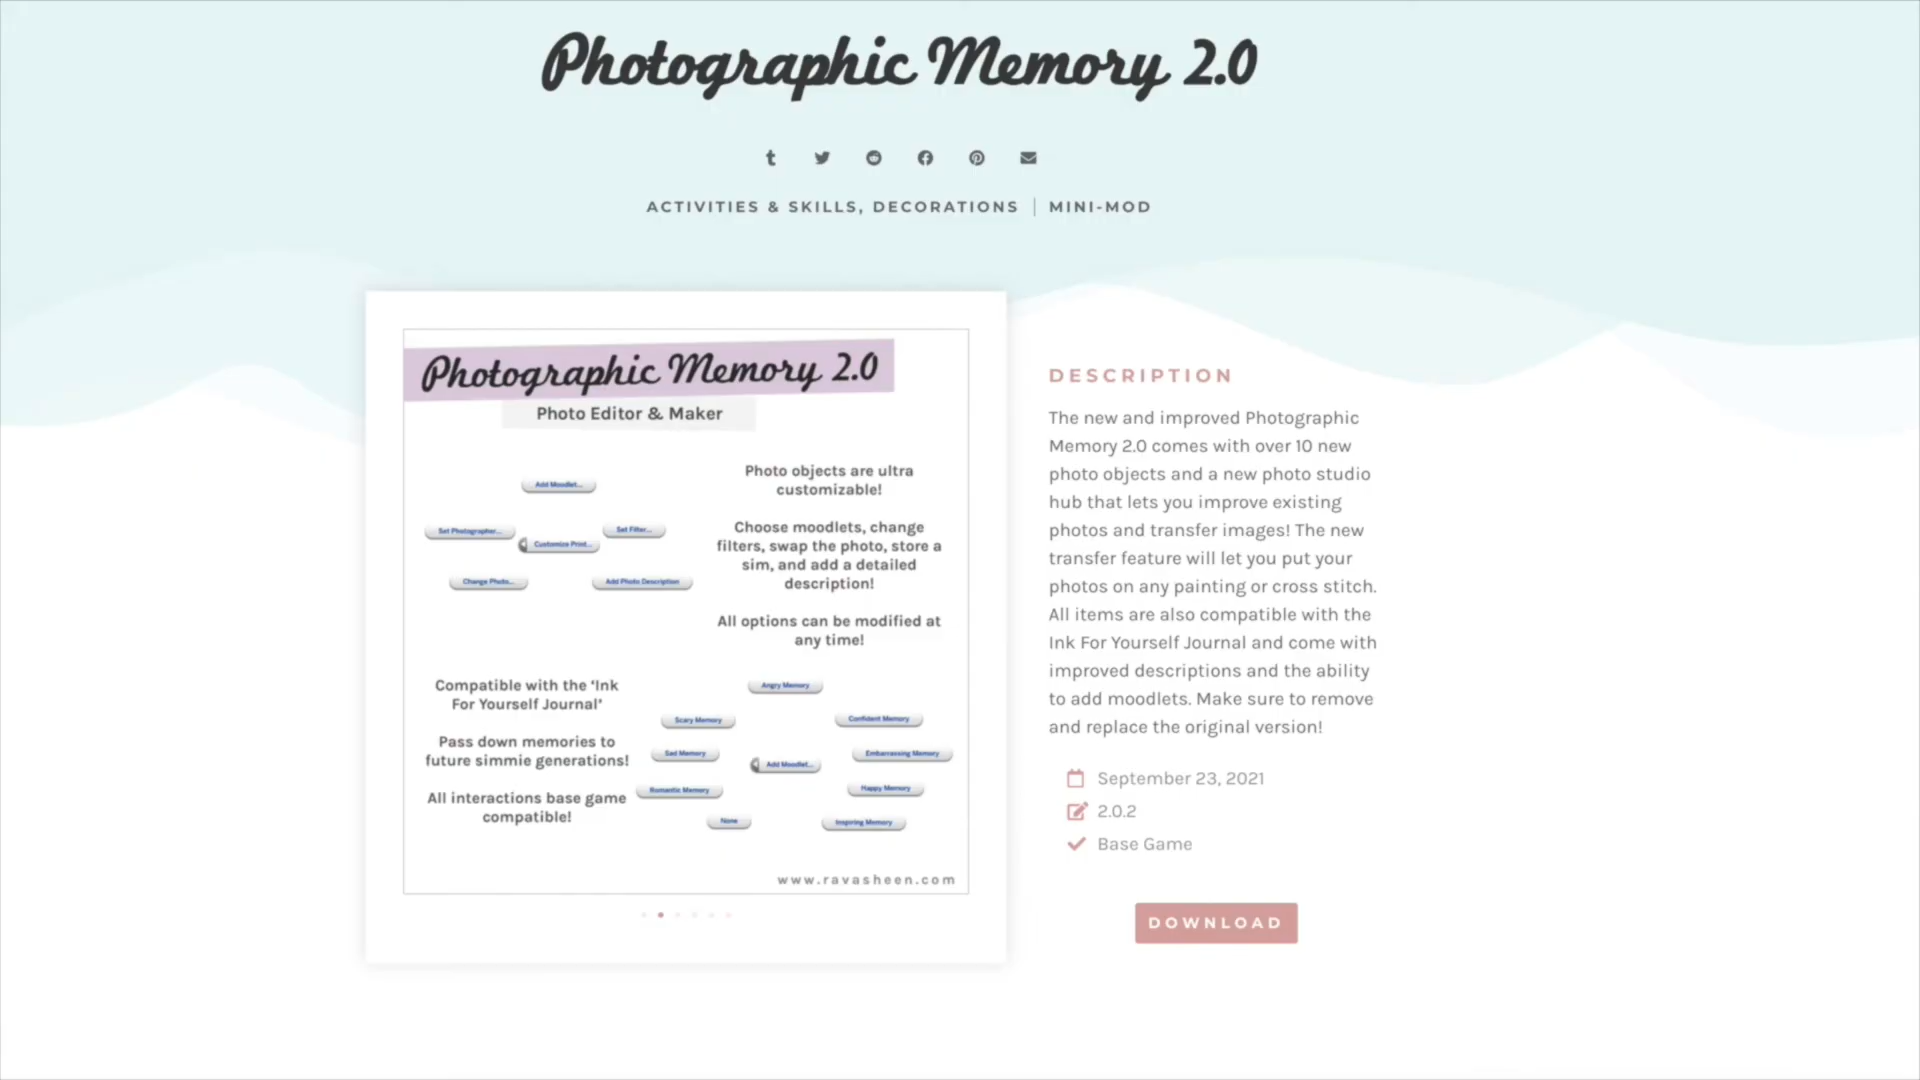 Photographic Memory 2.0
ACTIVITIES & SKILLS, DECORATIONS | MINI-MOD
Photographic Memory 2.0
Photo Editor & Maker
Add Moodlet...
Set Photographer...
Set Filter...
Customize Print...
Change Photo...
Add Photo Description
Photo objects are ultra
customizable!
Choose moodlets, change
filters, swap the photo, store a
sim, and add a detailed
description!
All options can be modified at
any time!
Compatible with the ‘Ink
For Yourself Journal’
Pass down memories to
future simmie generations!
All interactions base game
compatible!
Angry Memory
Scary Memory
Confident Memory
Sad Memory
Embarrassing Memory
Add Moodlet...
Romantic Memory
Happy Memory
None
Inspiring Memory
www.ravasheen.com
DESCRIPTION
The new and improved Photographic
Memory 2.0 comes with over 10 new
photo objects and a new photo studio
hub that lets you improve existing
photos and transfer images! The new
transfer feature will let you put your
photos on any painting or cross stitch.
All items are also compatible with the
Ink For Yourself Journal and come with
improved descriptions and the ability
to add moodlets. Make sure to remove
and replace the original version!
September 23, 2021
2.0.2
Base Game
DOWNLOAD